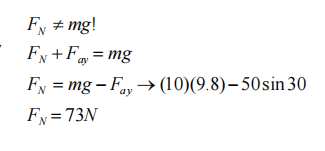 F_N ≠ mg!
F_N + F_ay = mg
F_N = mg − F_ay → (10)(9.8) − 50 sin 30
F_N = 73N